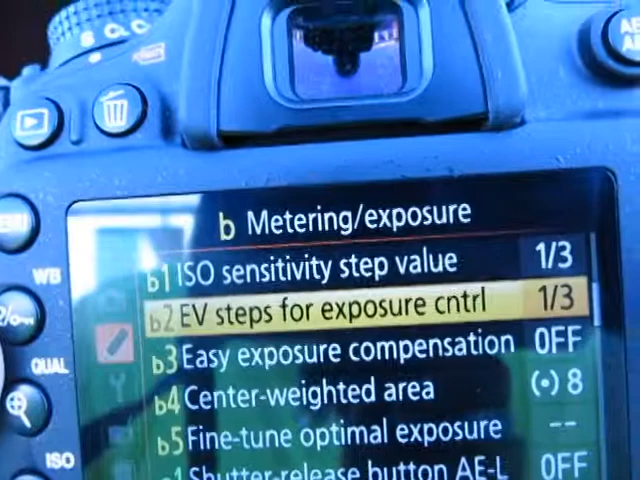 S CL C
AE
b Metering/exposure
b1 ISO sensitivity step value 1/3
WB
b2 EV steps for exposure cntrl 1/3
b3 Easy exposure compensation OFF
QUAL
b4 Center-weighted area (•) 8
b5 Fine-tune optimal exposure --
ISO
Shutter-release button AE-L OFF